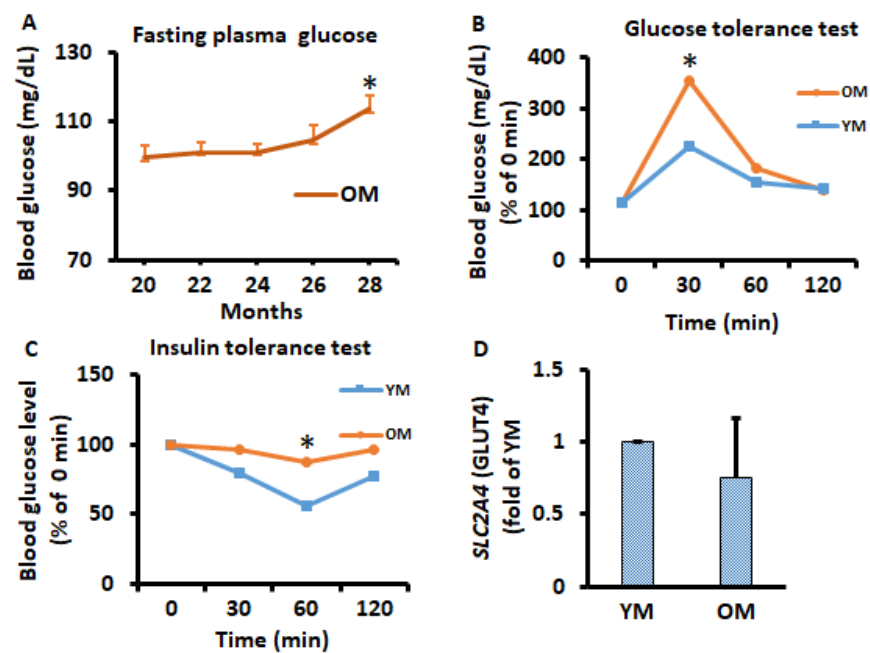 A
Fasting plasma glucose
Blood glucose (mg/dL)
130
110
90
70
*
OM
20 22 24 26 28
Months
B
Glucose tolerance test
Blood glucose (mg/dL)
(% of 0 min)
400
300
200
100
0
*
OM
YM
0 30 60 120
Time (min)
C
Insulin tolerance test
Blood glucose level
(% of 0 min)
150
100
50
0
YM
OM
*
0 30 60 120
Time (min)
D
SLC2A4 (GLUT4)
(fold of YM)
1.5
1
0.5
0
YM OM